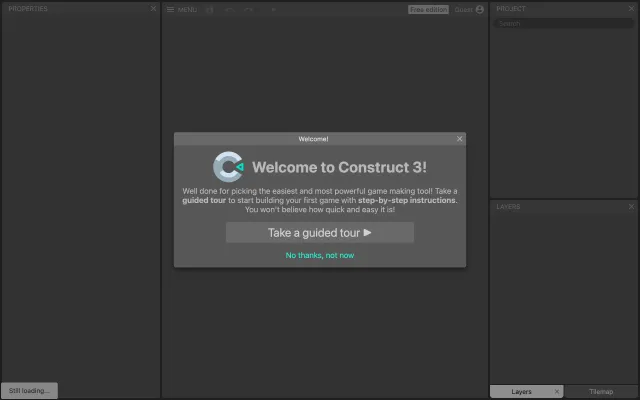 PROPERTIES
MENU
Free edition
Guest
PROJECT
Search
Welcome!
Welcome to Construct 3!
Well done for picking the easiest and most powerful game making tool! Take a
guided tour to start building your first game with step-by-step instructions.
You won't believe how quick and easy it is!
Take a guided tour
No thanks, not now
LAYERS
Still loading...
Layers
Tilemap